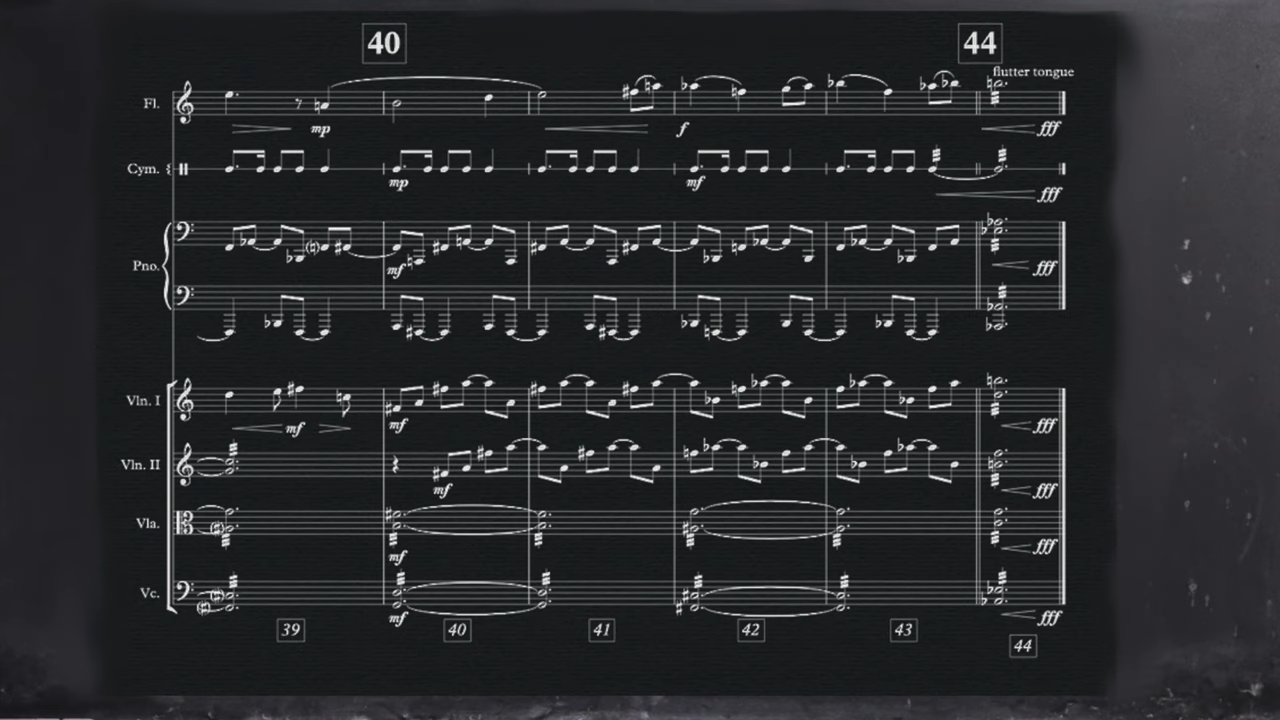 40 44
flutter tongue
Fl.
mp f fff
Cym.
mp mf fff
Pno.
mf fff
Vln. I
mf mf fff
Vln. II
mf fff
Vla.
mf fff
Vc.
mf fff
39 40 41 42 43 44